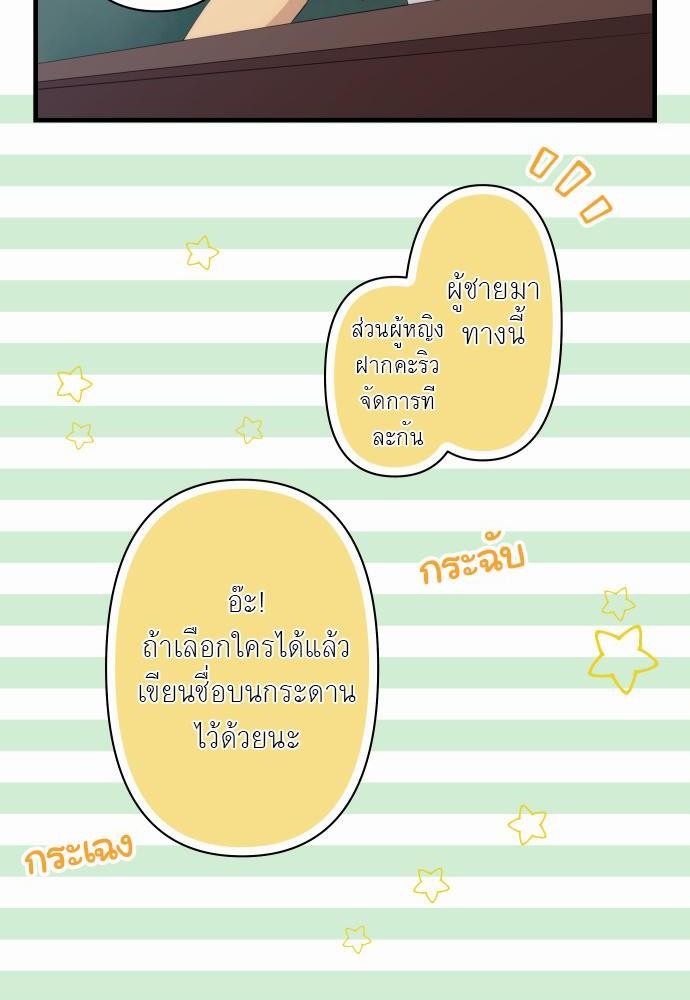 ผู้ชายมา
ทางนี้
ส่วนผู้หญิง
ฝากคะริว
จัดการที
ละกัน
กระฉับ
อ๊ะ!
ถ้าเลือกใครได้แล้ว
เขียนชื่อบนกระดาน
ไว้ด้วยนะ
กระเฉง